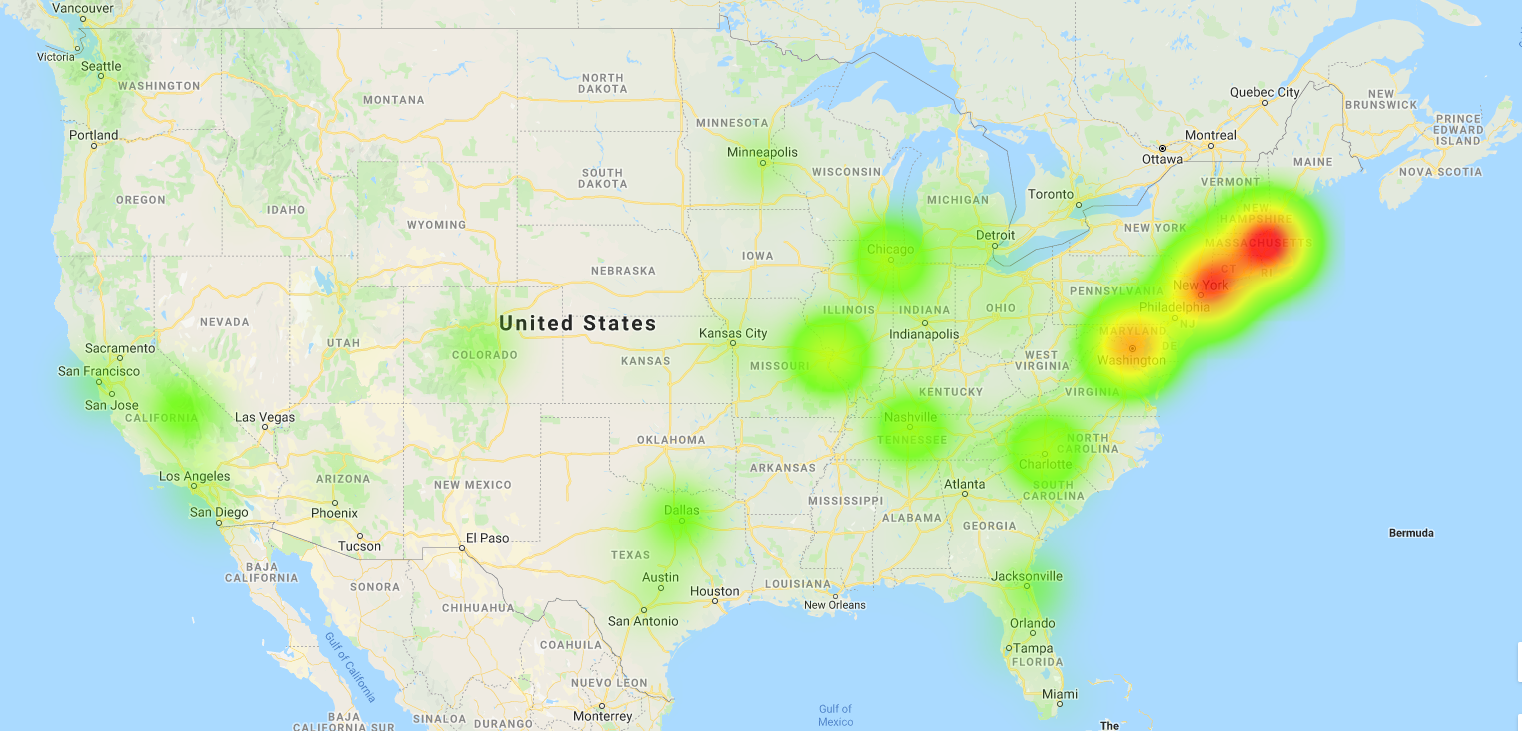 Vancouver
Victoria
Seattle
WASHINGTON
NORTH
DAKOTA
MONTANA
Quebec City
NEW
BRUNSWICK
PRINCE
EDWARD
ISLAND
MINNESOTA
Portland
Montreal
Ottawa
MAINE
Minneapolis
WISCONSIN
NOVA SCOTIA
SOUTH
DAKOTA
VERMONT
Toronto
OREGON
IDAHO
MICHIGAN
NEW
HAMPSHIRE
WYOMING
NEW YORK
Detroit
MASSACHUSETTS
Chicago
IOWA
NEBRASKA
CT
RI
New York
PENNSYLVANIA
Philadelphia
ILLINOIS
INDIANA
OHIO
NJ
NEVADA
United States
Kansas City
Indianapolis
MARYLAND
DE
UTAH
Sacramento
COLORADO
KANSAS
MISSOURI
WEST
VIRGINIA
Washington
San Francisco
KENTUCKY
VIRGINIA
San Jose
CALIFORNIA
Las Vegas
Nashville
TENNESSEE
OKLAHOMA
NORTH
CAROLINA
Charlotte
ARKANSAS
Los Angeles
ARIZONA
NEW MEXICO
Atlanta
SOUTH
CAROLINA
MISSISSIPPI
San Diego
Phoenix
Dallas
ALABAMA
GEORGIA
Bermuda
Tucson
El Paso
TEXAS
BAJA
CALIFORNIA
SONORA
Austin
Houston
LOUISIANA
Jacksonville
CHIHUAHUA
New Orleans
San Antonio
Orlando
Gulf of California
COAHUILA
Tampa
FLORIDA
NUEVO LEON
Miami
BAJA
CALIFORNIA SUR
SINALOA
DURANGO
Monterrey
Gulf of
Mexico
The